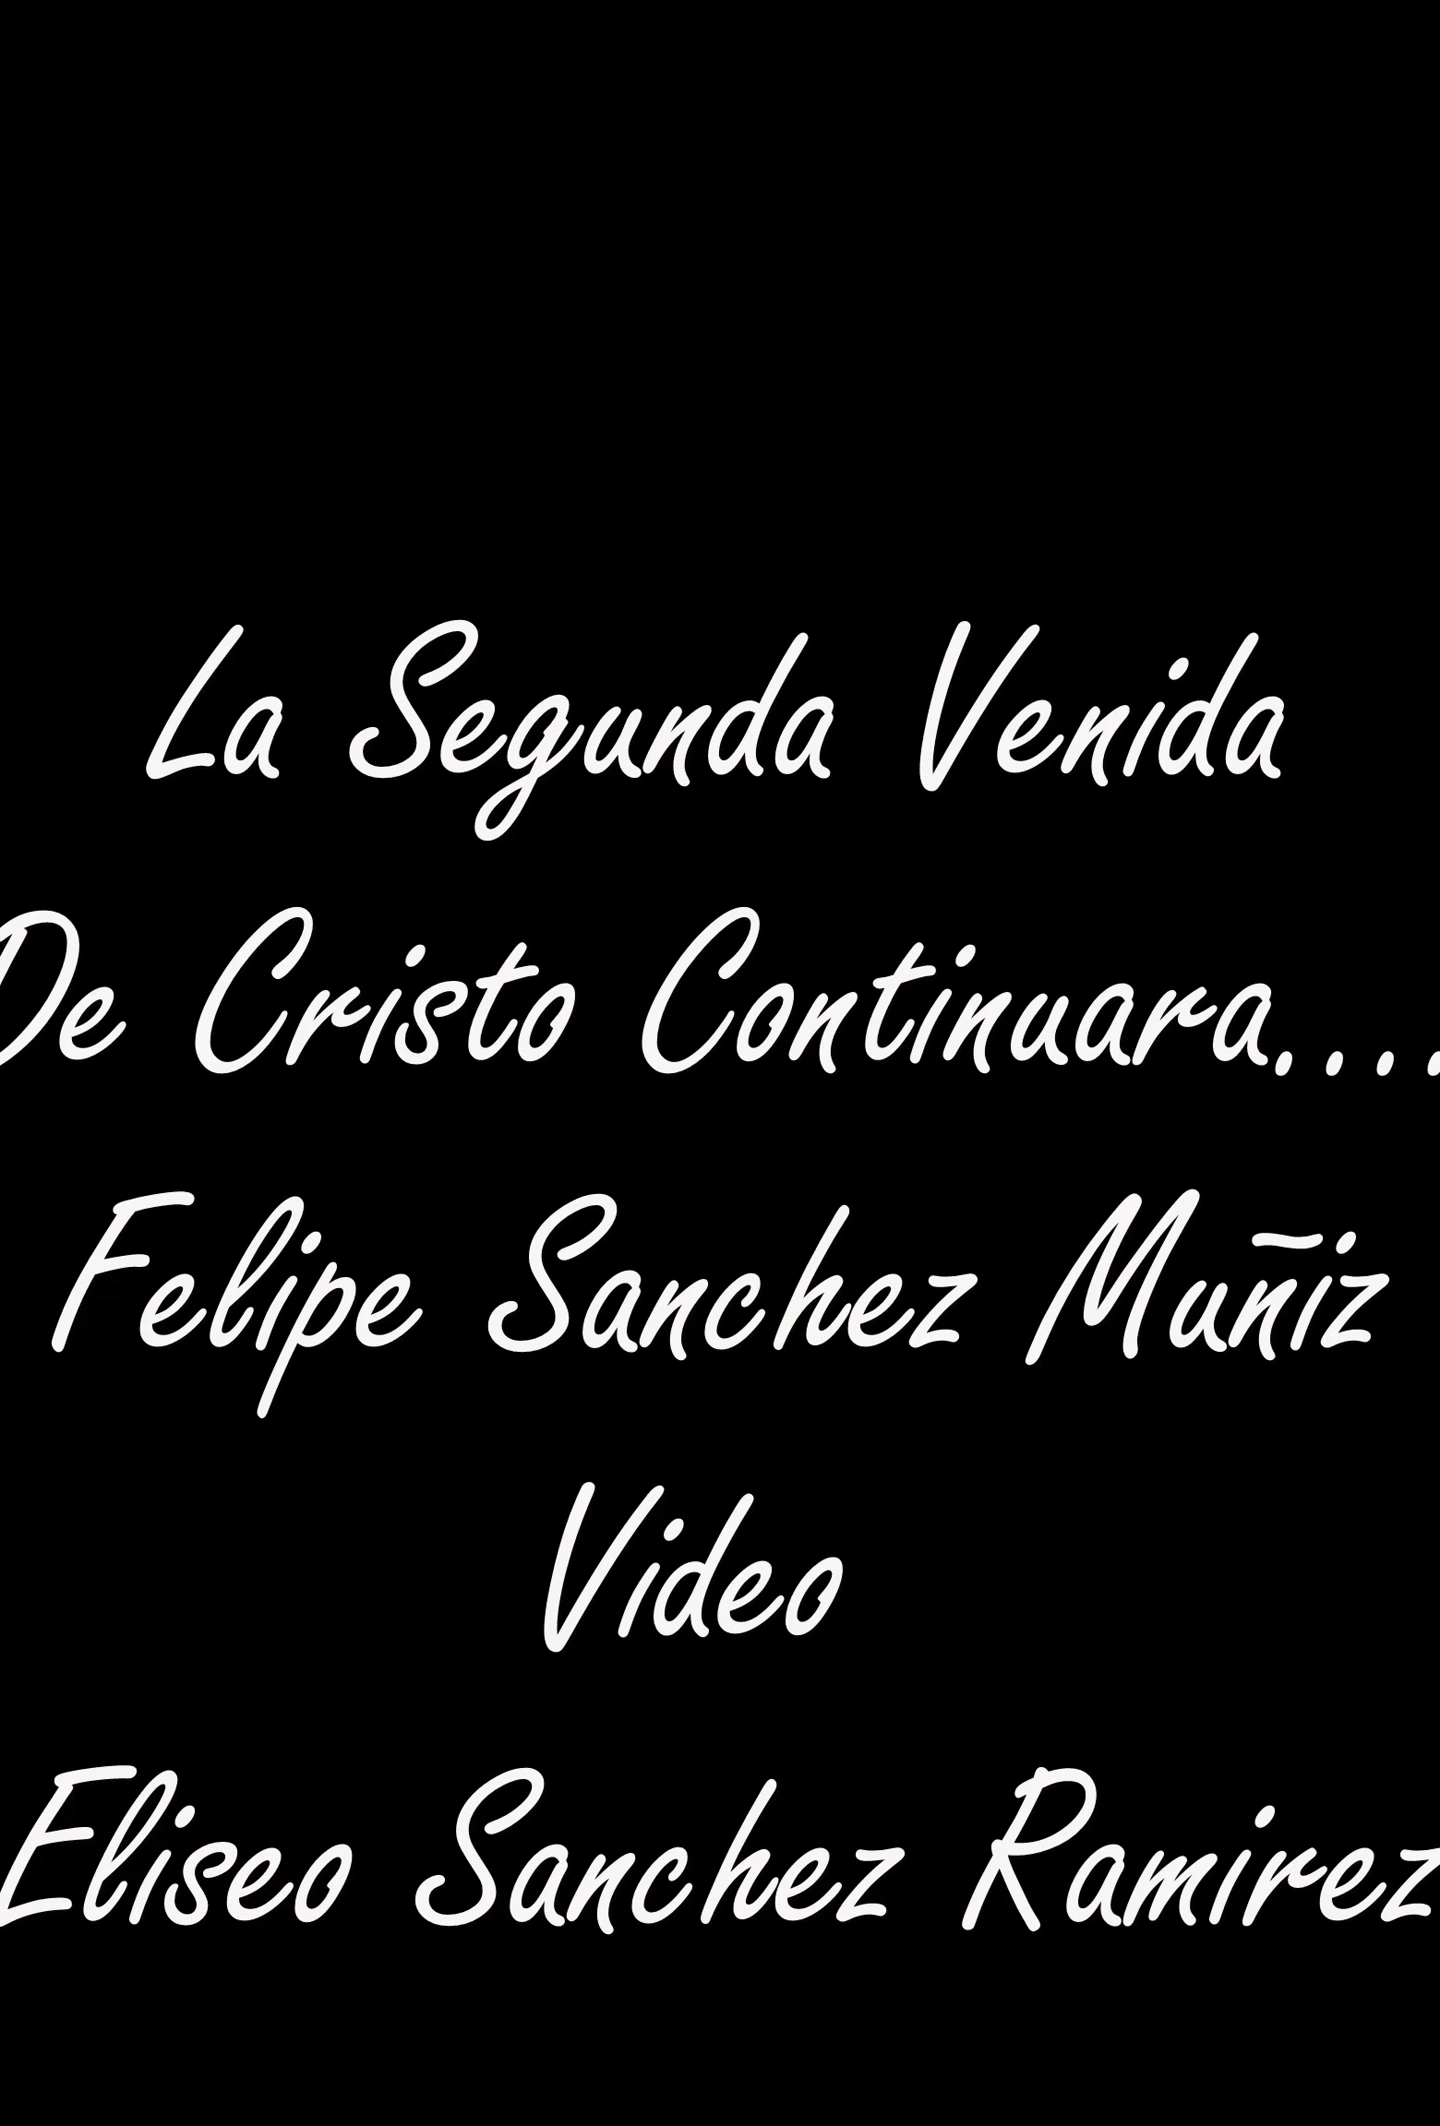 La Segunda Venida
De Cristo Continuara....
Felipe Sanchez Muñiz
Video
Eliseo Sanchez Ramirez